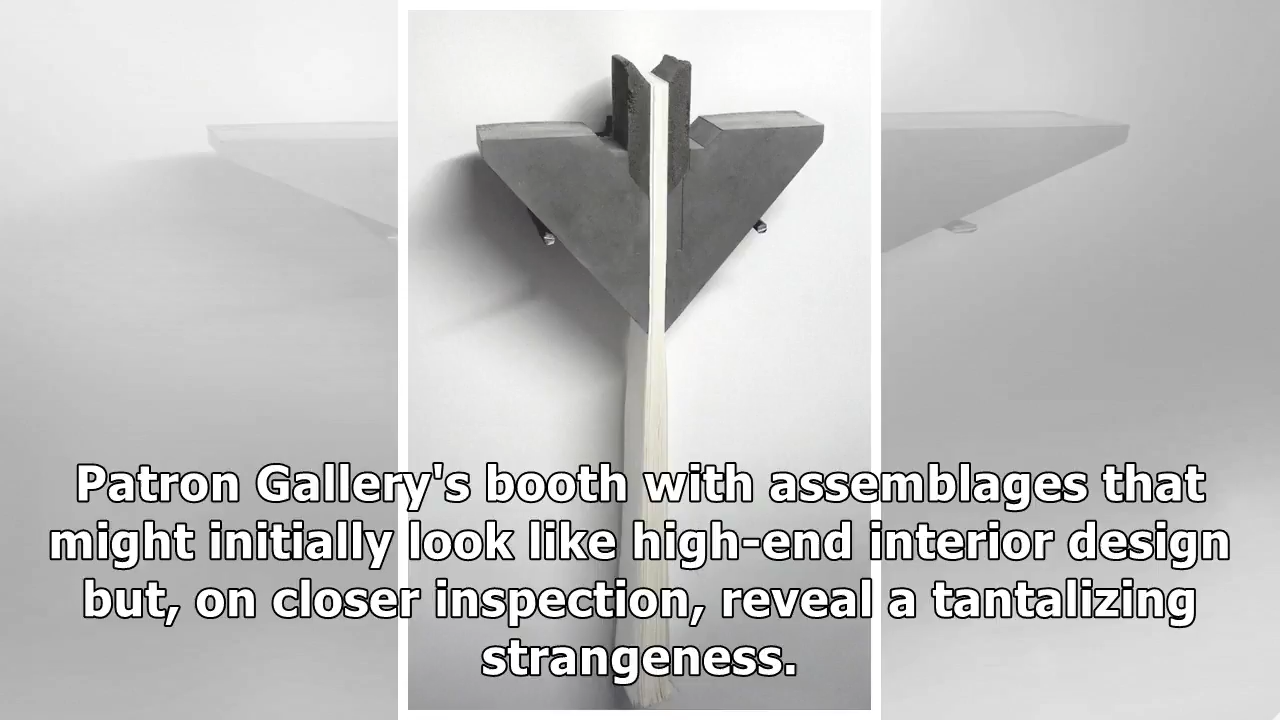 Patron Gallery's booth with assemblages that
might initially look like high-end interior design
but, on closer inspection, reveal a tantalizing
strangeness.